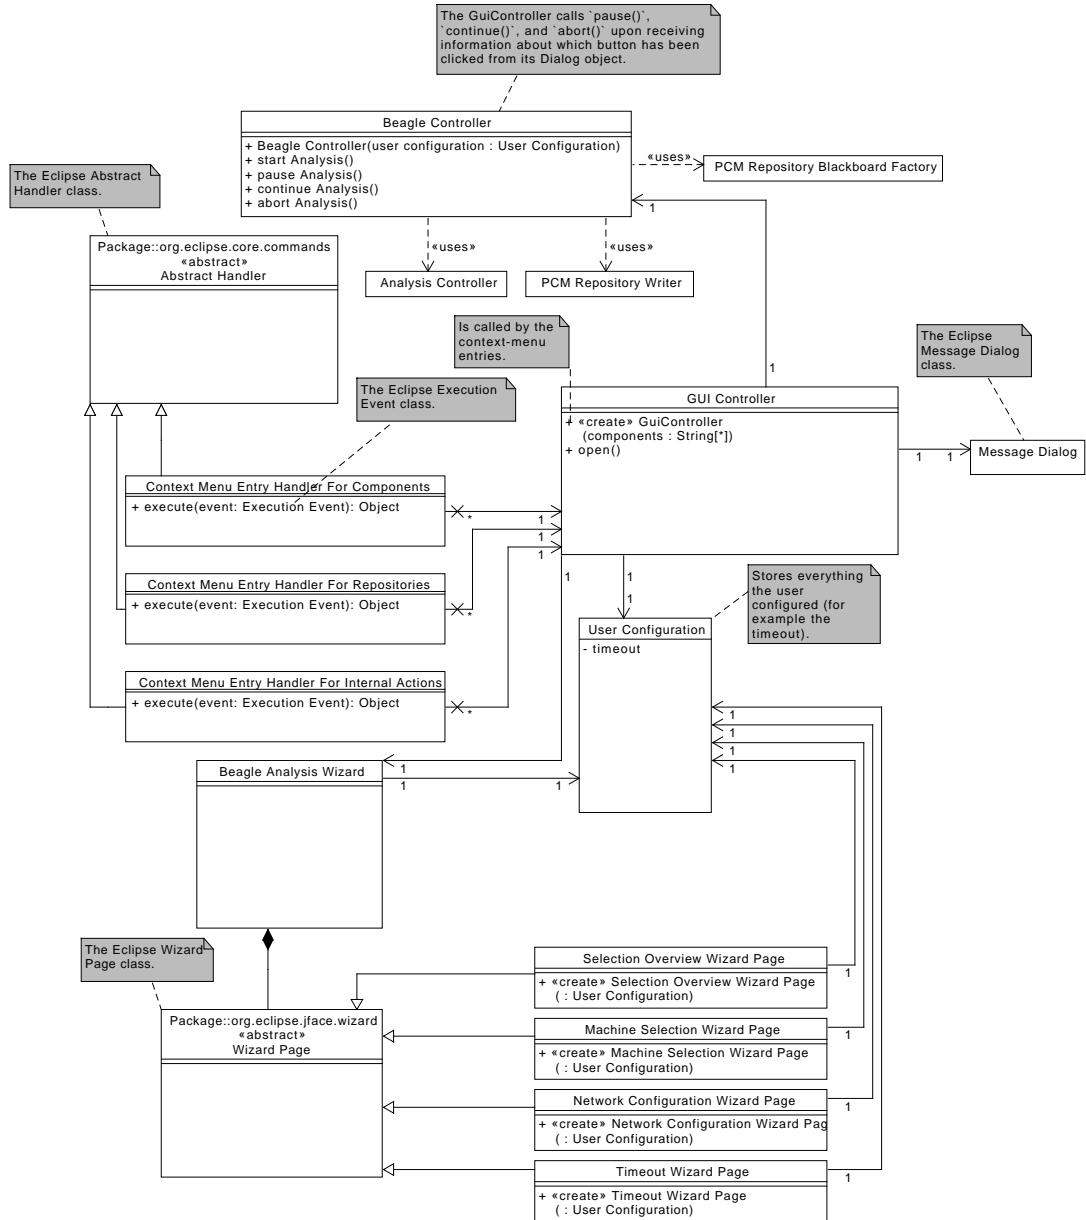 The GuiController calls `pause()`,
`continue()`, and `abort()` upon receiving
information about which button has been
clicked from its Dialog object.
Beagle Controller
+ Beagle Controller(user configuration : User Configuration)
+ start Analysis()
+ pause Analysis()
+ continue Analysis()
+ abort Analysis()
«uses»
PCM Repository Blackboard Factory
1
The Eclipse Abstract
Handler class.
Package::org.eclipse.core.commands
«abstract»
Abstract Handler
«uses»
«uses»
Analysis Controller
PCM Repository Writer
Is called by the
context-menu
entries.
The Eclipse
Message Dialog
class.
1
The Eclipse Execution
Event class.
GUI Controller
+ «create» GuiController
(components : String[*])
+ open()
1
1
Message Dialog
Context Menu Entry Handler For Components
+ execute(event: Execution Event): Object
*
1
1
1
Context Menu Entry Handler For Repositories
+ execute(event: Execution Event): Object
*
1
1
1
Stores everything
the user
configured (for
example the
timeout).
User Configuration
- timeout
Context Menu Entry Handler For Internal Actions
+ execute(event: Execution Event): Object
*
1
1
1
1
Beagle Analysis Wizard
1
1
1
The Eclipse Wizard
Page class.
Package::org.eclipse.jface.wizard
«abstract»
Wizard Page
Selection Overview Wizard Page
+ «create» Selection Overview Wizard Page
( : User Configuration)
1
Machine Selection Wizard Page
+ «create» Machine Selection Wizard Page
( : User Configuration)
1
Network Configuration Wizard Page
+ «create» Network Configuration Wizard Pag
( : User Configuration)
1
Timeout Wizard Page
+ «create» Timeout Wizard Page
( : User Configuration)
1